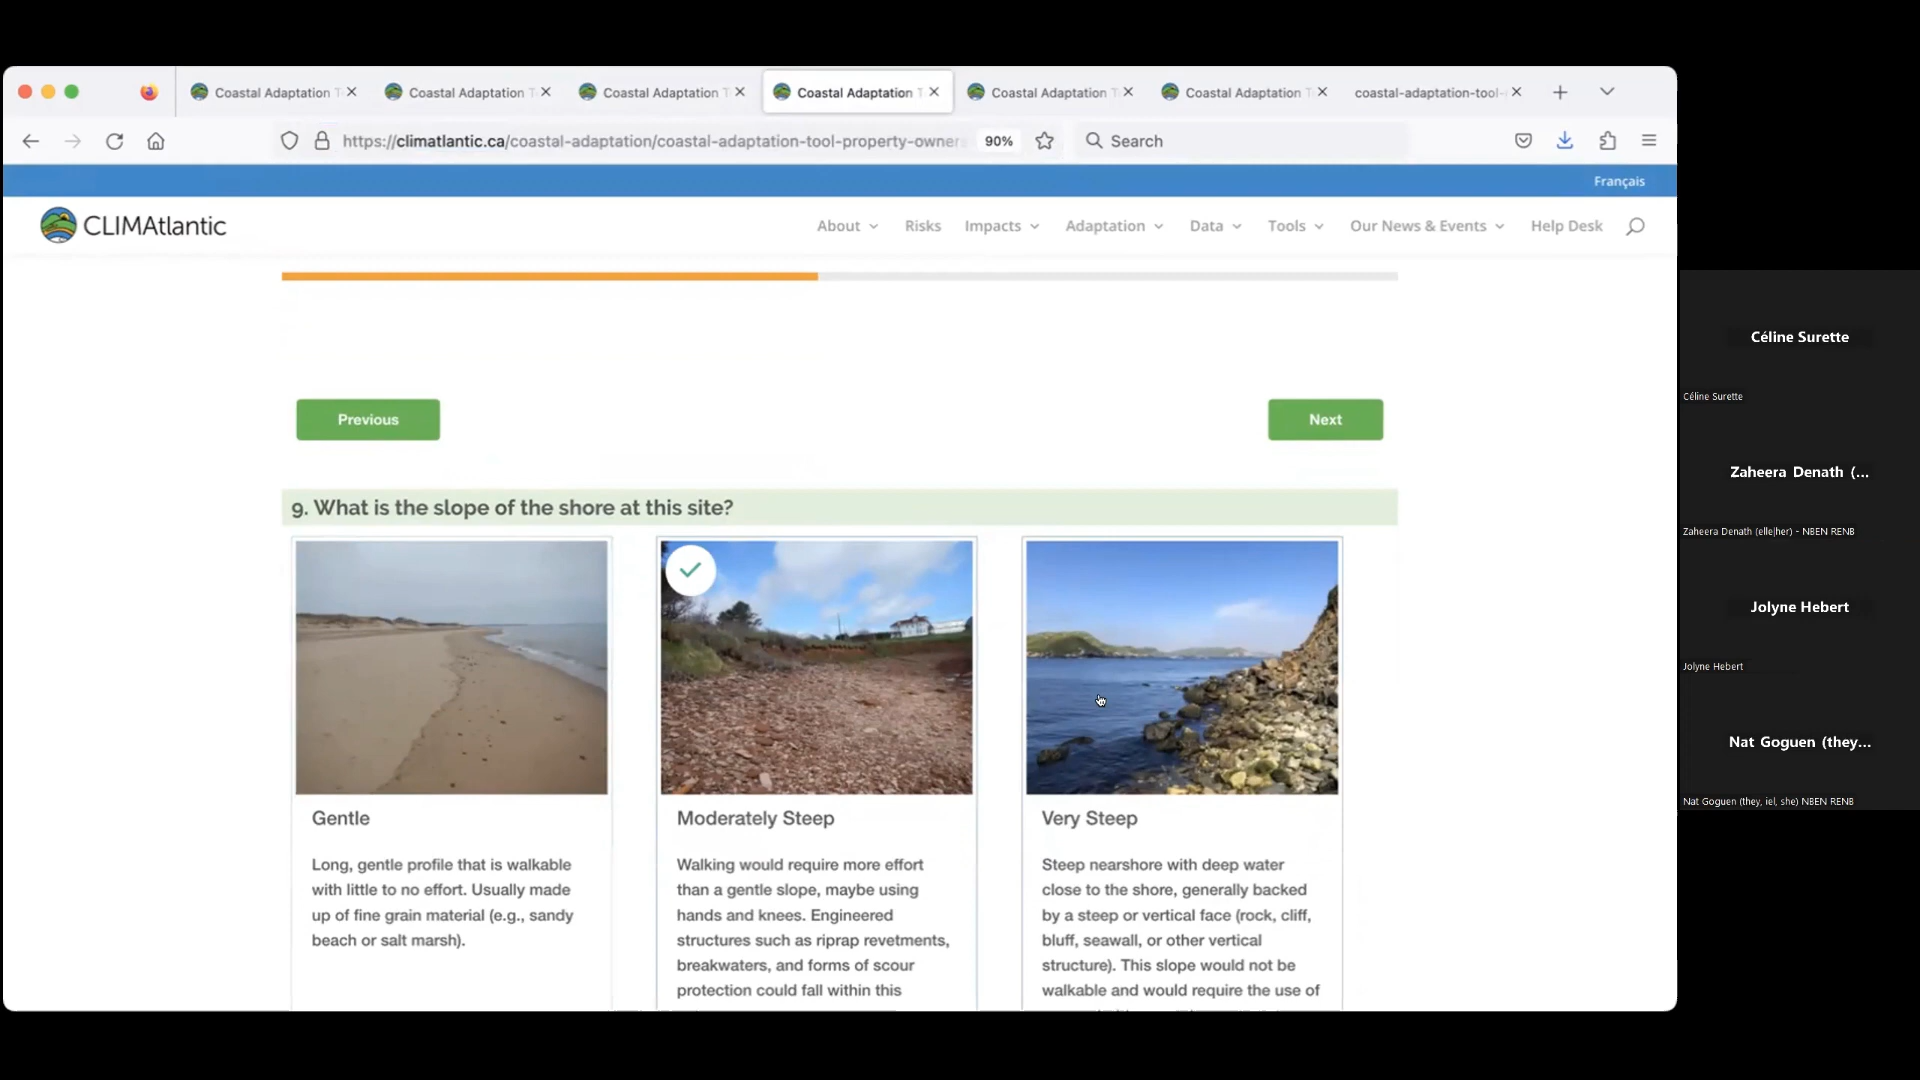 Coastal Adaptation T
Coastal Adaptation T
Coastal Adaptation T
Coastal Adaptation T
Coastal Adaptation T
Coastal Adaptation T
coastal-adaptation-tool-
https://climatlantic.ca/coastal-adaptation/coastal-adaptation-tool-property-owner
90%
Search
Français
CLIMAtlantic
About
Risks
Impacts
Adaptation
Data
Tools
Our News & Events
Help Desk
Previous
Next
9. What is the slope of the shore at this site?
Gentle
Long, gentle profile that is walkable
with little to no effort. Usually made
up of fine grain material (e.g., sandy
beach or salt marsh).
Moderately Steep
Walking would require more effort
than a gentle slope, maybe using
hands and knees. Engineered
structures such as riprap revetments,
breakwaters, and forms of scour
protection could fall within this
Very Steep
Steep nearshore with deep water
close to the shore, generally backed
by a steep or vertical face (rock, cliff,
bluff, seawall, or other vertical
structure). This slope would not be
walkable and would require the use of
Céline Surette
Céline Surette
Zaheera Denath (...
Zaheera Denath (elle|her) - NBEN RENB
Jolyne Hebert
Jolyne Hebert
Nat Goguen (they...
Nat Goguen (they, iel, she) NBEN RENB